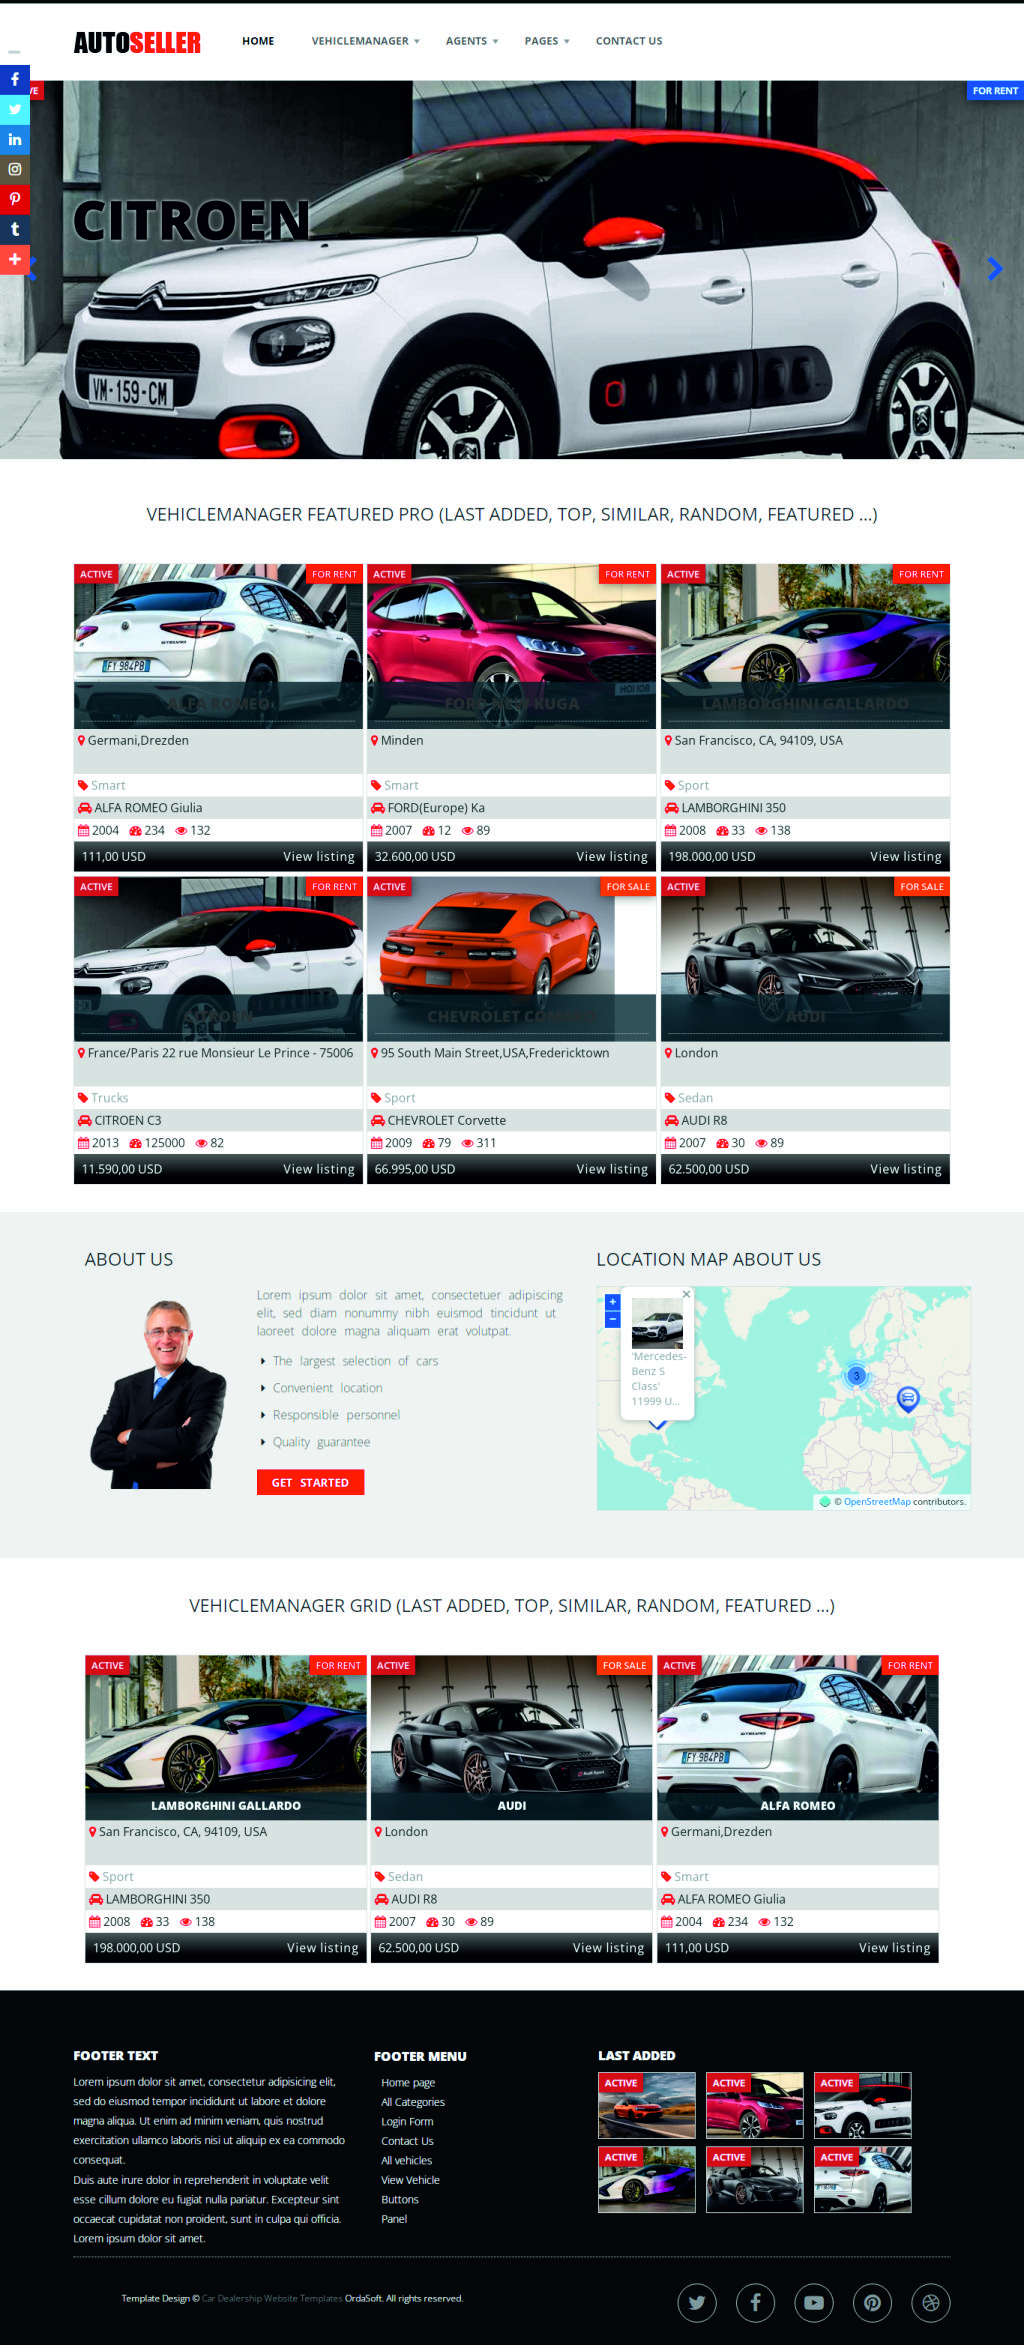 AUTOSELLER
HOME
VEHICLEMANAGER
AGENTS
PAGES
CONTACT US
FOR RENT
CITROEN
VM-159-CM
VEHICLEMANAGER FEATURED PRO (LAST ADDED, TOP, SIMILAR, RANDOM, FEATURED ...)
ACTIVE
FOR RENT
STELVIO
FY 984PB
ALFA ROMEO
Germani,Drezden
Smart
ALFA ROMEO Giulia
2004 234 132
111,00 USD View listing
ACTIVE
FOR RENT
FORD NEW KUGA
Minden
Smart
FORD(Europe) Ka
2007 12 89
32.600,00 USD View listing
ACTIVE
FOR RENT
LAMBORGHINI GALLARDO
San Francisco, CA, 94109, USA
Sport
LAMBORGHINI 350
2008 33 138
198.000,00 USD View listing
ACTIVE
FOR RENT
CITROEN
France/Paris 22 rue Monsieur Le Prince - 75006
Trucks
CITROEN C3
2013 125000 82
11.590,00 USD View listing
ACTIVE
FOR SALE
CHEVROLET
95 South Main Street,USA,Fredericktown
Sport
CHEVROLET Corvette
2009 79 311
66.995,00 USD View listing
ACTIVE
FOR SALE
AUDI
London
Sedan
AUDI R8
2007 30 89
62.500,00 USD View listing
ABOUT US
Lorem ipsum dolor sit amet, consectetuer adipiscing
elit, sed diam nonummy nibh euismod tincidunt ut
laoreet dolore magna aliquam erat volutpat.
The largest selection of cars
Convenient location
Responsible personnel
Quality guarantee
GET STARTED
LOCATION MAP ABOUT US
+
−
×
'Mercedes-
Benz S
Class'
11999 U...
3
© OpenStreetMap contributors.
VEHICLEMANAGER GRID (LAST ADDED, TOP, SIMILAR, RANDOM, FEATURED ...)
ACTIVE
FOR RENT
LAMBORGHINI GALLARDO
San Francisco, CA, 94109, USA
Sport
LAMBORGHINI 350
2008 33 138
198.000,00 USD View listing
ACTIVE
FOR SALE
AUDI
London
Sedan
AUDI R8
2007 30 89
62.500,00 USD View listing
ACTIVE
FOR RENT
STELVIO
FY 984PB
ALFA ROMEO
Germani,Drezden
Smart
ALFA ROMEO Giulia
2004 234 132
111,00 USD View listing
FOOTER TEXT
Lorem ipsum dolor sit amet, consectetur adipisicing elit,
sed do eiusmod tempor incididunt ut labore et dolore
magna aliqua. Ut enim ad minim veniam, quis nostrud
exercitation ullamco laboris nisi ut aliquip ex ea commodo
consequat.
Duis aute irure dolor in reprehenderit in voluptate velit
esse cillum dolore eu fugiat nulla pariatur. Excepteur sint
occaecat cupidatat non proident, sunt in culpa qui officia.
Lorem ipsum dolor sit amet.
FOOTER MENU
Home page
All Categories
Login Form
Contact Us
All vehicles
View Vehicle
Buttons
Panel
LAST ADDED
ACTIVE
ACTIVE
ACTIVE
ACTIVE
ACTIVE
ACTIVE
Template Design © Car Dealership Website Templates OrdaSoft. All rights reserved.